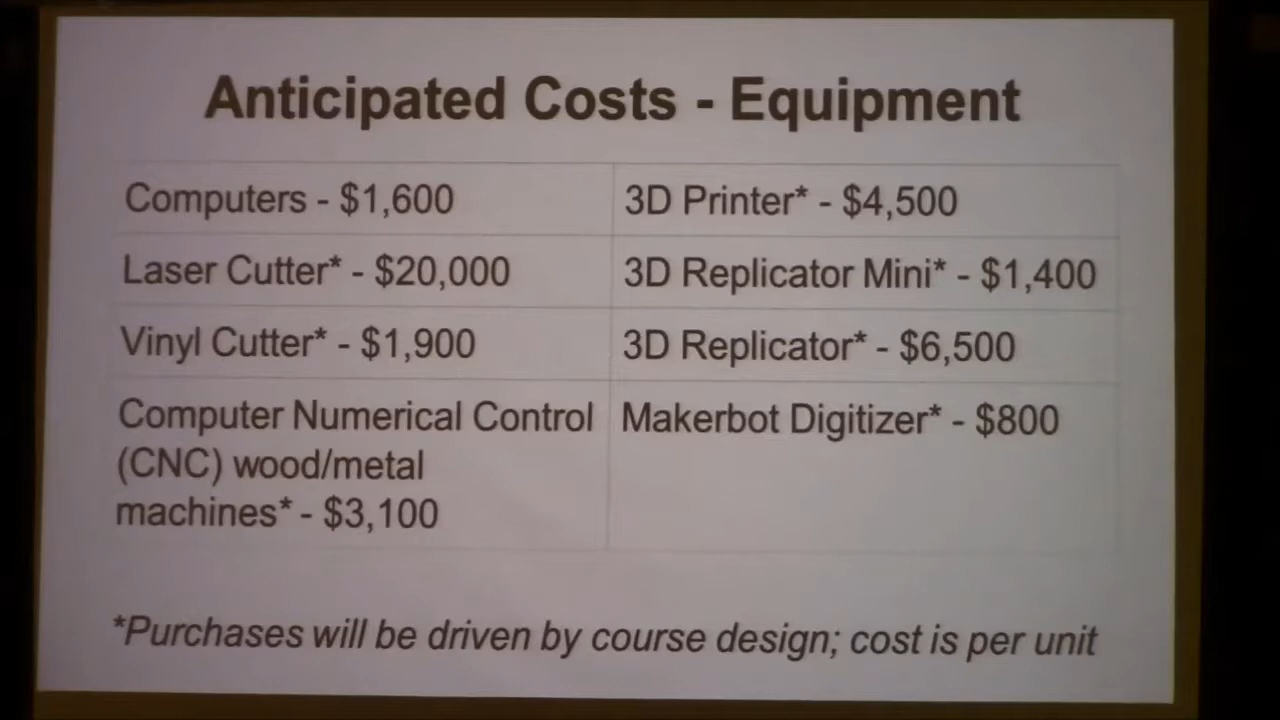 Anticipated Costs - Equipment
Computers - $1,600
3D Printer* - $4,500
Laser Cutter* - $20,000
3D Replicator Mini* - $1,400
Vinyl Cutter* - $1,900
3D Replicator* - $6,500
Computer Numerical Control
(CNC) wood/metal
machines* - $3,100
Makerbot Digitizer* - $800
*Purchases will be driven by course design; cost is per unit